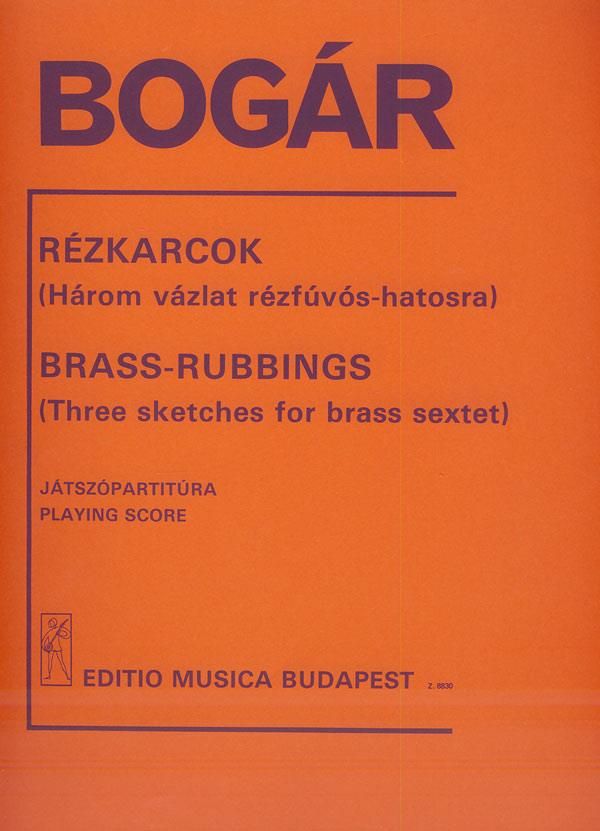 BOGÁR
RÉZKARCOK
(Három vázlat rézfúvós-hatosra)
BRASS-RUBBINGS
(Three sketches for brass sextet)
JÁTSZÓPARTITÚRA
PLAYING SCORE
EDITIO MUSICA BUDAPEST Z. 8830